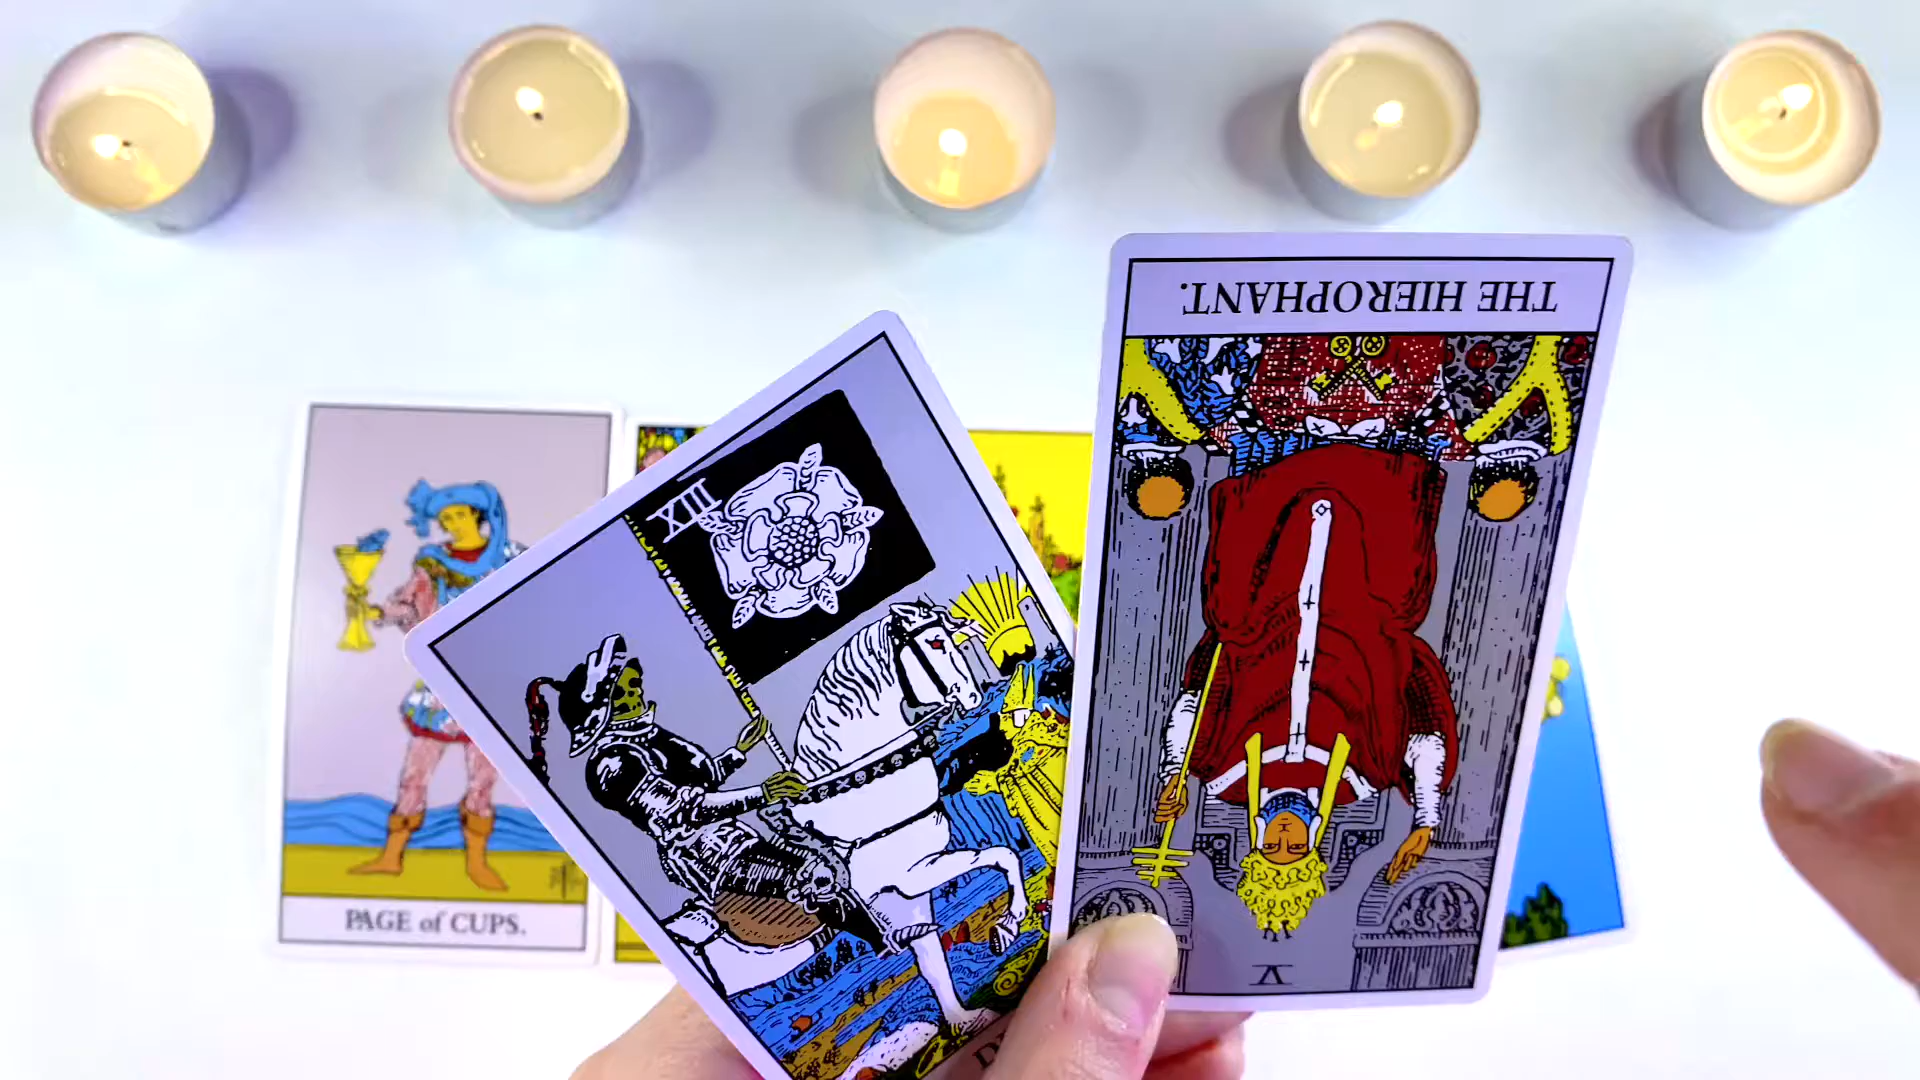 THE HIEROPHANT.
XIII
V
PAGE of CUPS.